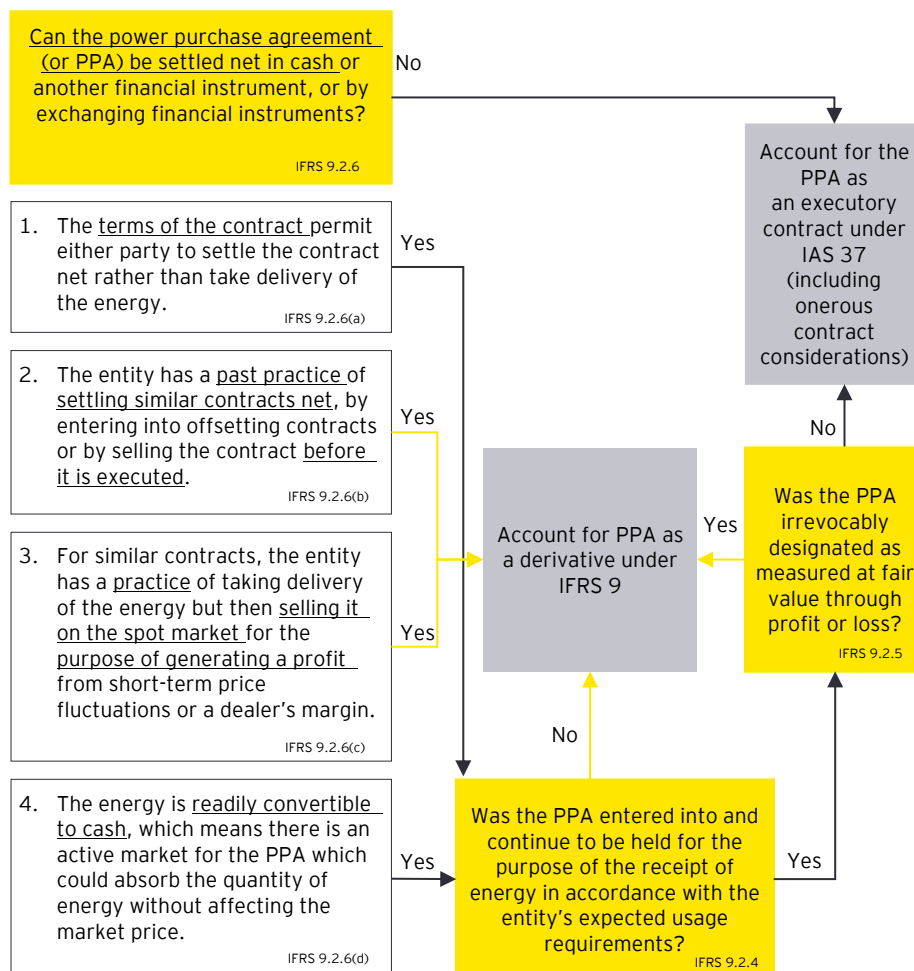 Can the power purchase agreement
(or PPA) be settled net in cash or
another financial instrument, or by
exchanging financial instruments?
IFRS 9.2.6
No
Account for the
PPA as
an executory
contract under
IAS 37
(including
onerous
contract
considerations)
1. The terms of the contract permit
either party to settle the contract
net rather than take delivery of
the energy.
IFRS 9.2.6(a)
Yes
2. The entity has a past practice of
settling similar contracts net, by
entering into offsetting contracts
or by selling the contract before
it is executed.
IFRS 9.2.6(b)
Yes
No
Account for PPA as
a derivative under
IFRS 9
Yes
Was the PPA
irrevocably
designated as
measured at fair
value through
profit or loss?
IFRS 9.2.5
3. For similar contracts, the entity
has a practice of taking delivery
of the energy but then selling it
on the spot market for the
purpose of generating a profit
from short-term price
fluctuations or a dealer's margin.
IFRS 9.2.6(c)
Yes
No
4. The energy is readily convertible
to cash, which means there is an
active market for the PPA which
could absorb the quantity of
energy without affecting the
market price.
IFRS 9.2.6(d)
Yes
Was the PPA entered into and
continue to be held for the
purpose of the receipt of
energy in accordance with the
entity's expected usage
requirements?
IFRS 9.2.4
Yes